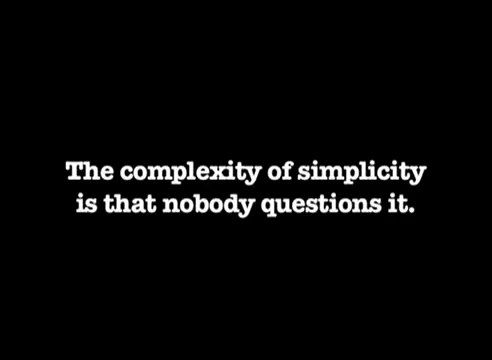 The complexity of simplicity
is that nobody questions it.